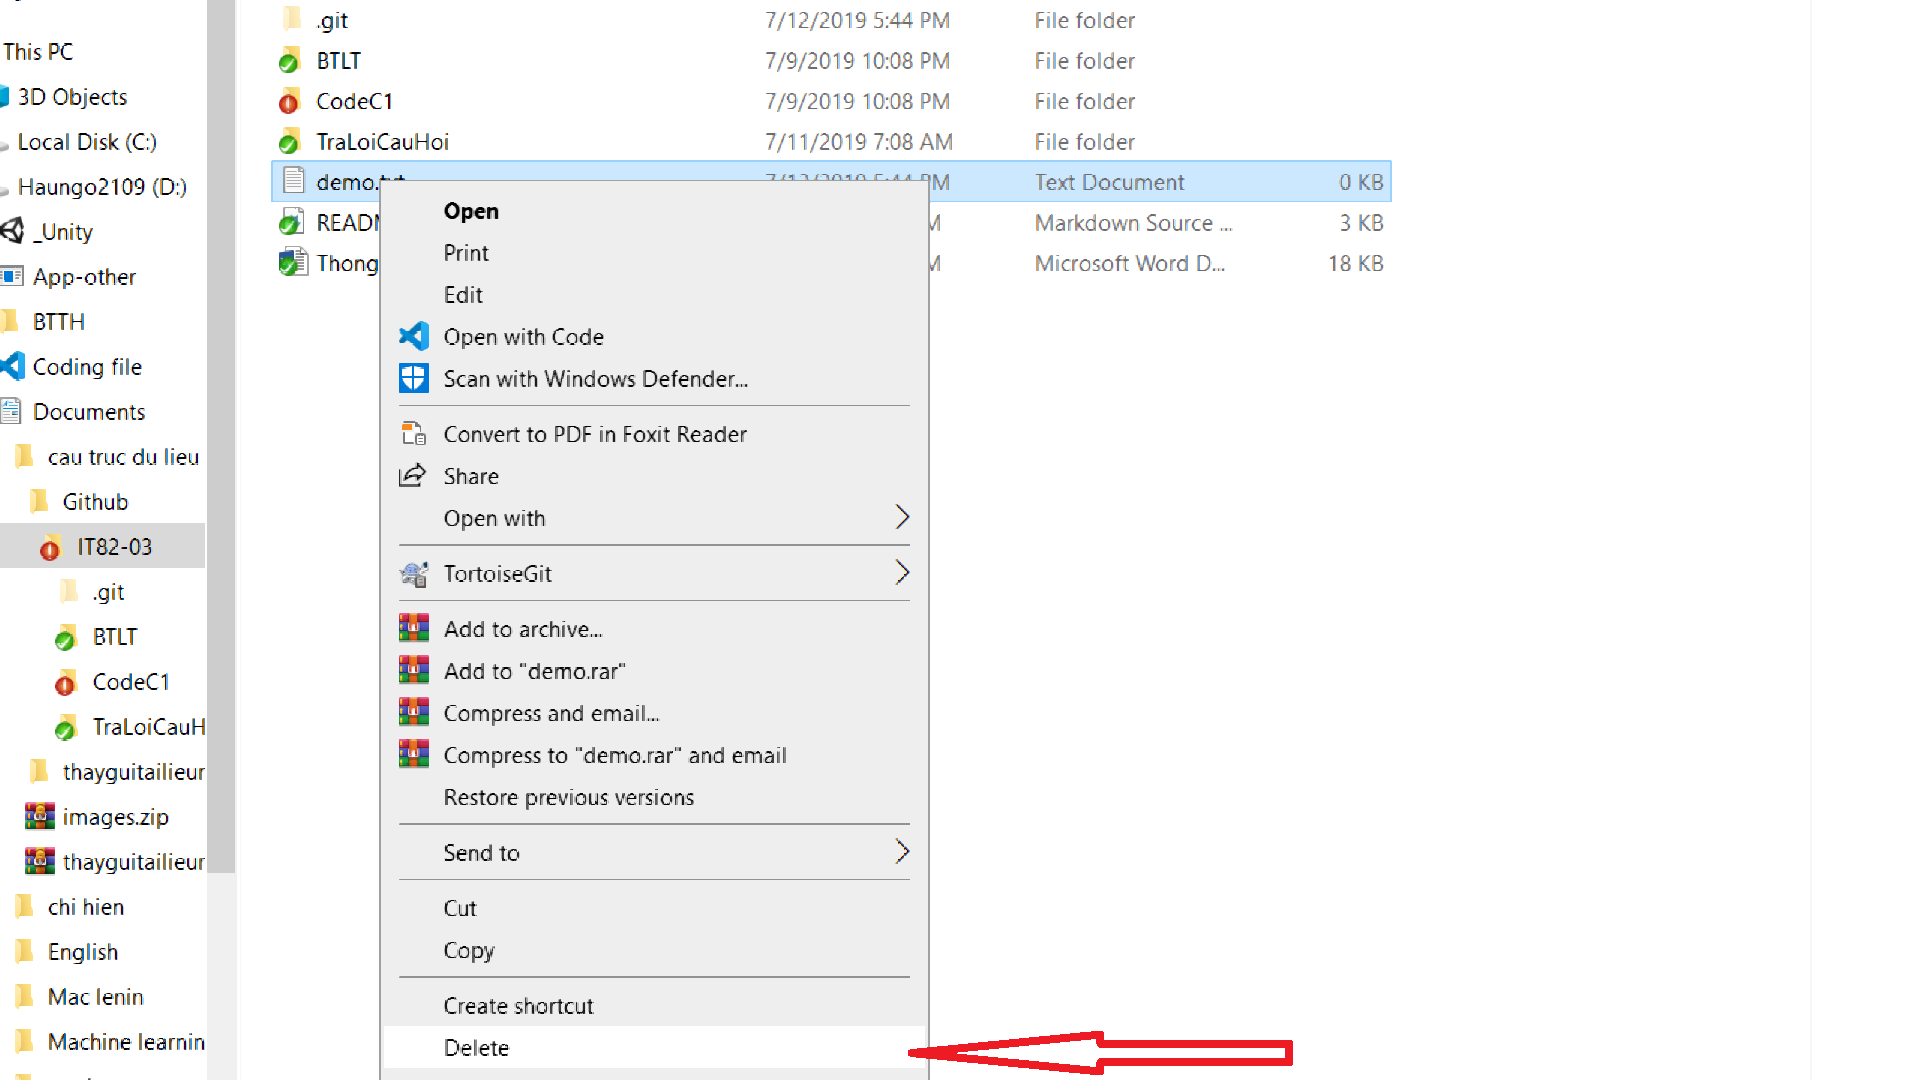 This PC
3D Objects
Local Disk (C:)
Haungo2109 (D:)
_Unity
App-other
BTTH
Coding file
Documents
cau truc du lieu
Github
IT82-03
.git
BTLT
CodeC1
TraLoiCauH
thayguitailieur
images.zip
thayguitailieur
chi hien
English
Mac lenin
Machine learnin
.git 7/12/2019 5:44 PM File folder
BTLT 7/9/2019 10:08 PM File folder
CodeC1 7/9/2019 10:08 PM File folder
TraLoiCauHoi 7/11/2019 7:08 AM File folder
demo.txt 7/12/2019 5:44 PM Text Document 0 KB
READM M Markdown Source ... 3 KB
Thong M Microsoft Word D... 18 KB
Open
Print
Edit
Open with Code
Scan with Windows Defender...
Convert to PDF in Foxit Reader
Share
Open with
TortoiseGit
Add to archive...
Add to "demo.rar"
Compress and email...
Compress to "demo.rar" and email
Restore previous versions
Send to
Cut
Copy
Create shortcut
Delete